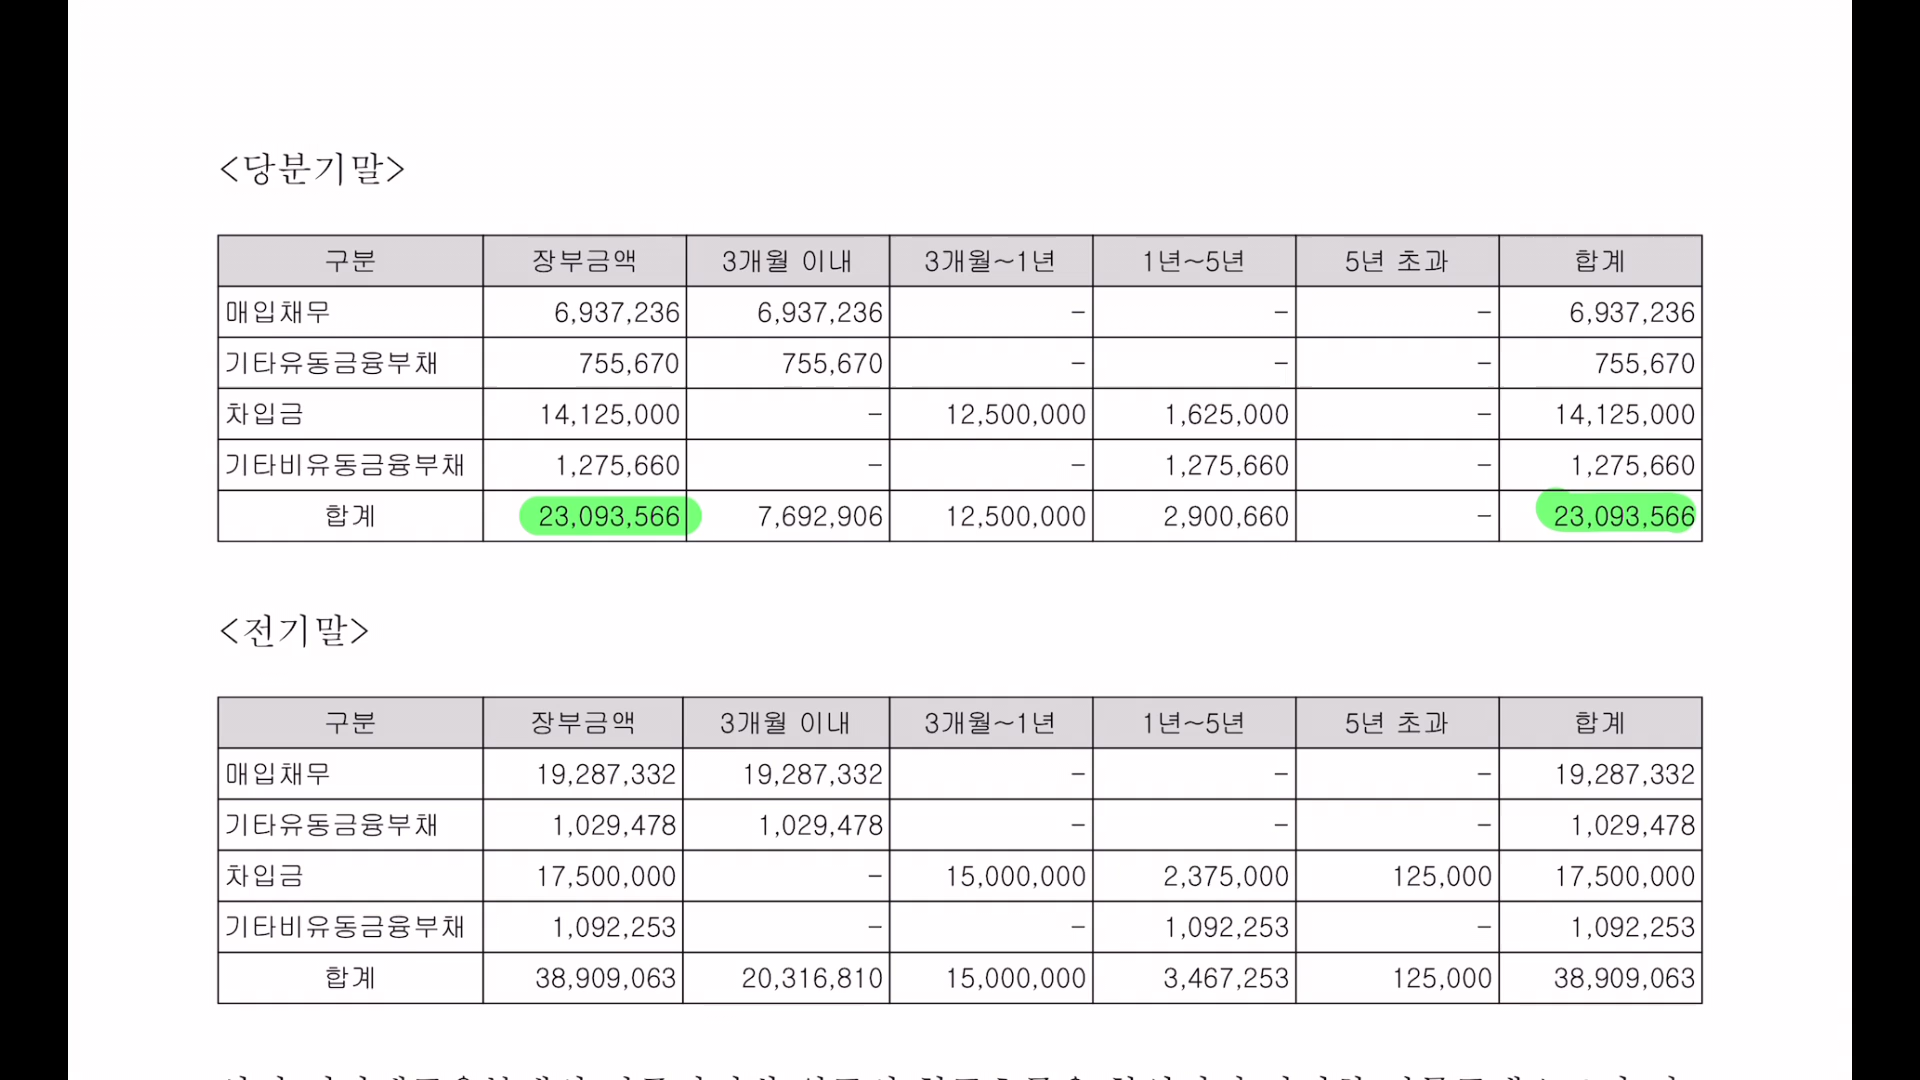 <당분기말>
구분 장부금액 3개월 이내 3개월~1년 1년~5년 5년 초과 합계
매입채무 6,937,236 6,937,236 – – – 6,937,236
기타유동금융부채 755,670 755,670 – – – 755,670
차입금 14,125,000 – 12,500,000 1,625,000 – 14,125,000
기타비유동금융부채 1,275,660 – – 1,275,660 – 1,275,660
합계 23,093,566 7,692,906 12,500,000 2,900,660 – 23,093,566
<전기말>
구분 장부금액 3개월 이내 3개월~1년 1년~5년 5년 초과 합계
매입채무 19,287,332 19,287,332 – – – 19,287,332
기타유동금융부채 1,029,478 1,029,478 – – – 1,029,478
차입금 17,500,000 – 15,000,000 2,375,000 125,000 17,500,000
기타비유동금융부채 1,092,253 – – 1,092,253 – 1,092,253
합계 38,909,063 20,316,810 15,000,000 3,467,253 125,000 38,909,063